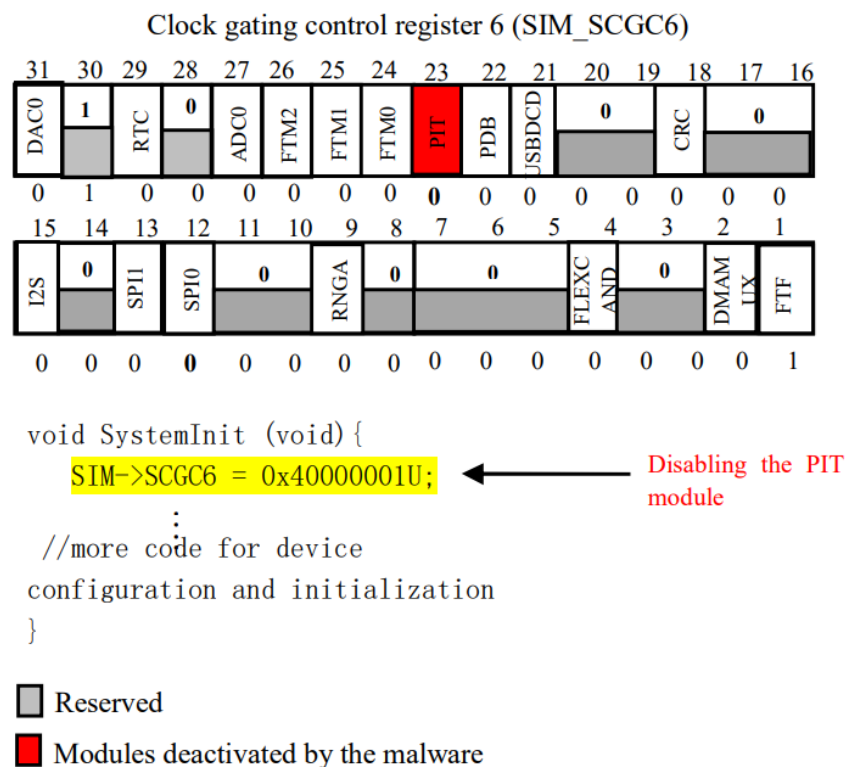 Clock gating control register 6 (SIM_SCGC6)
31 30 29 28 27 26 25 24 23 22 21 20 19 18 17 16
DAC0 1 RTC 0 ADC0 FTM2 FTM1 FTM0 PIT PDB USBDCD 0 CRC 0
0 1 0 0 0 0 0 0 0 0 0 0 0 0 0 0
15 14 13 12 11 10 9 8 7 6 5 4 3 2 1
I2S 0 SPI1 SPI0 0 RNGA 0 0 FLEXC AND 0 DMAM UX FTF
0 0 0 0 0 0 0 0 0 0 0 0 0 0 0 1
void SystemInit (void){
SIM->SCGC6 = 0x40000001U;
Disabling the PIT
module
⋮
//more code for device
configuration and initialization
}
Reserved
Modules deactivated by the malware